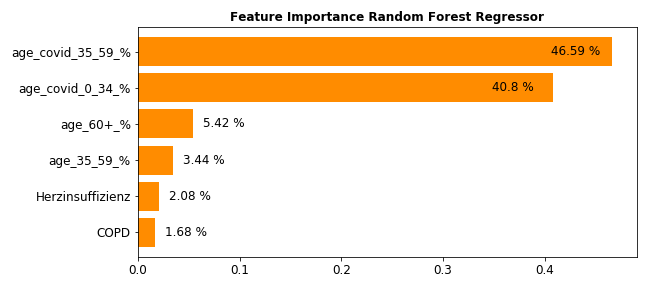 Feature Importance Random Forest Regressor
age_covid_35_59_% 46.59 %
age_covid_0_34_% 40.8 %
age_60+_% 5.42 %
age_35_59_% 3.44 %
Herzinsuffizienz 2.08 %
COPD 1.68 %
0.0 0.1 0.2 0.3 0.4